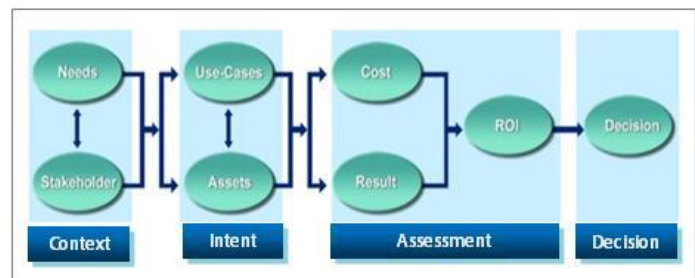 Needs
Use-Cases
Cost
ROI
Decision
Stakeholder
Assets
Result
Context
Intent
Assessment
Decision